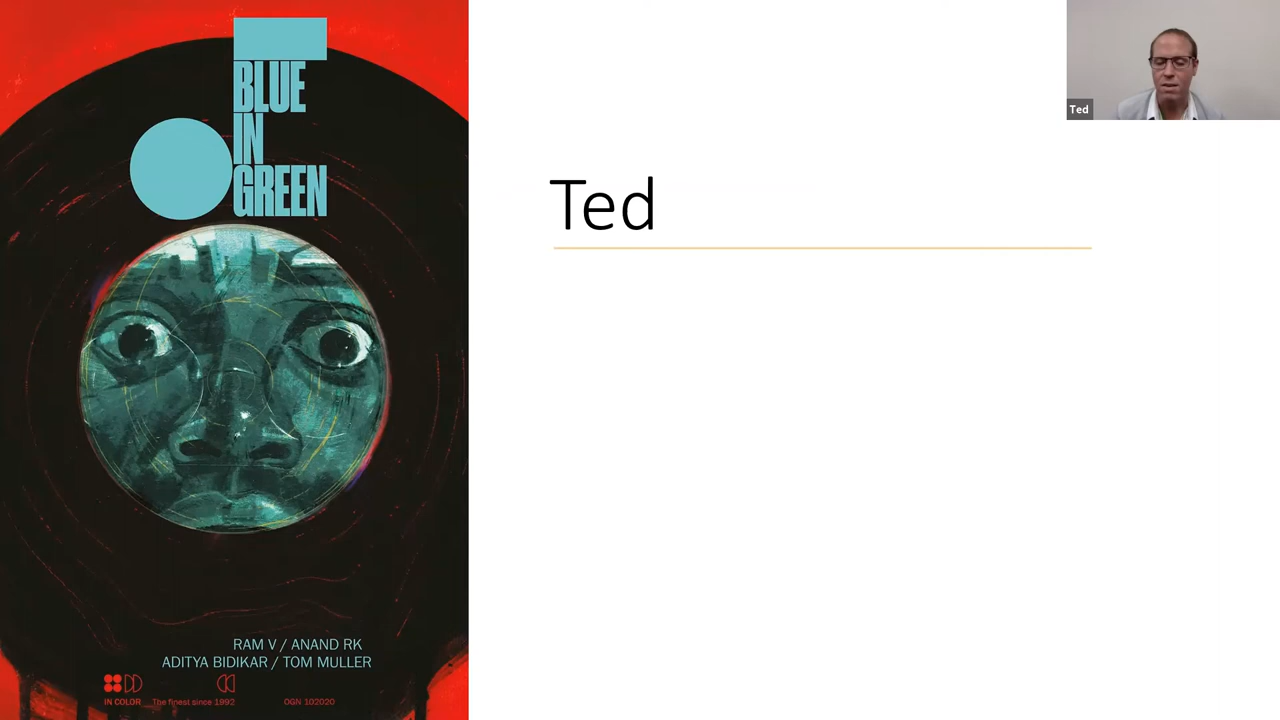 BLUE
IN
GREEN
RAM V / ANAND RK
ADITYA BIDIKAR / TOM MULLER
IN COLOR The finest since 1992 OGN 102020
Ted
Ted